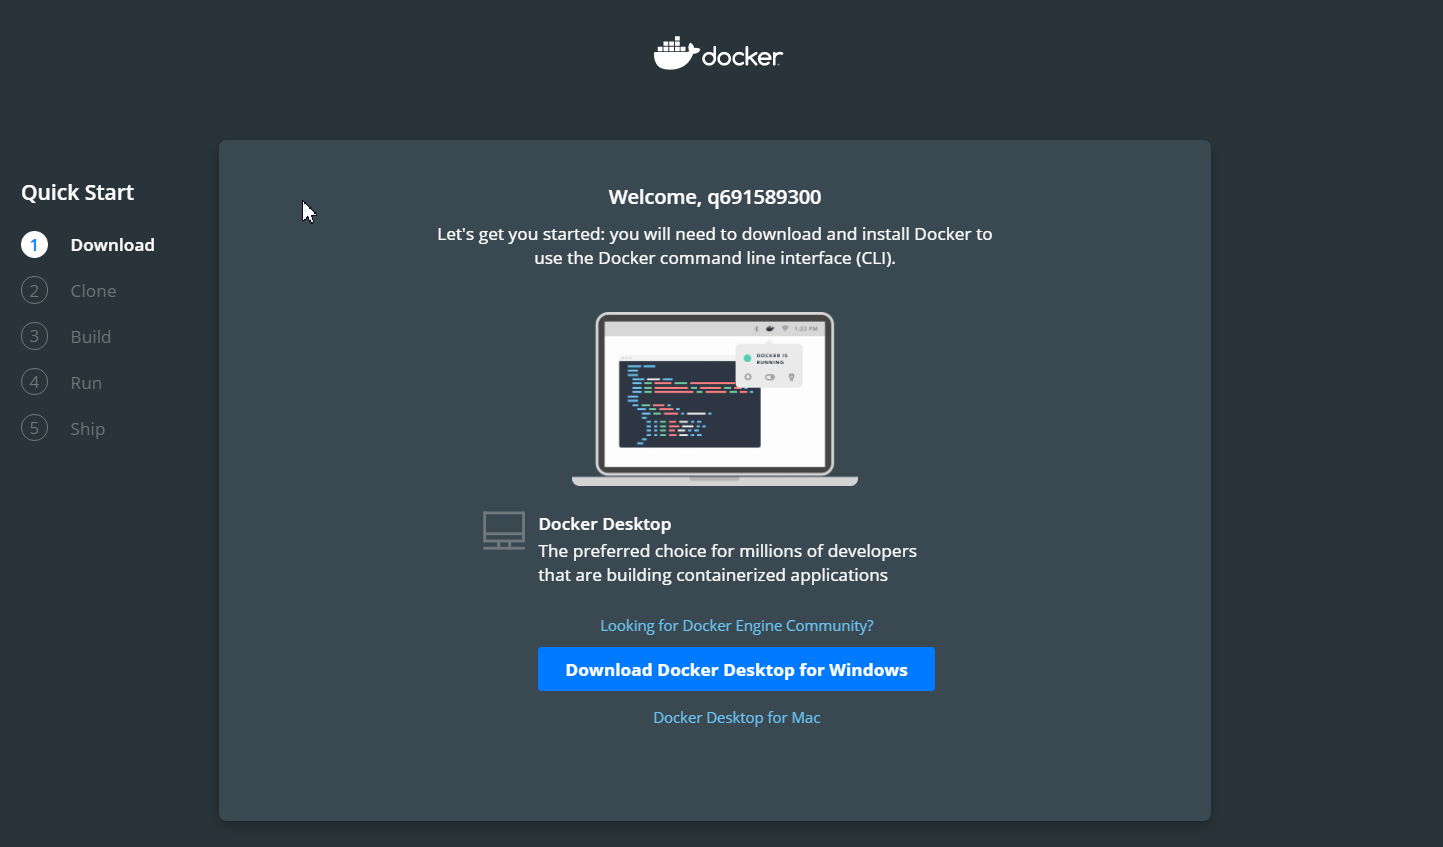 docker
Quick Start
1 Download
2 Clone
3 Build
4 Run
5 Ship
Welcome, q691589300
Let's get you started: you will need to download and install Docker to
use the Docker command line interface (CLI).
1:23 PM
DOCKER IS
RUNNING
Docker Desktop
The preferred choice for millions of developers
that are building containerized applications
Looking for Docker Engine Community?
Download Docker Desktop for Windows
Docker Desktop for Mac